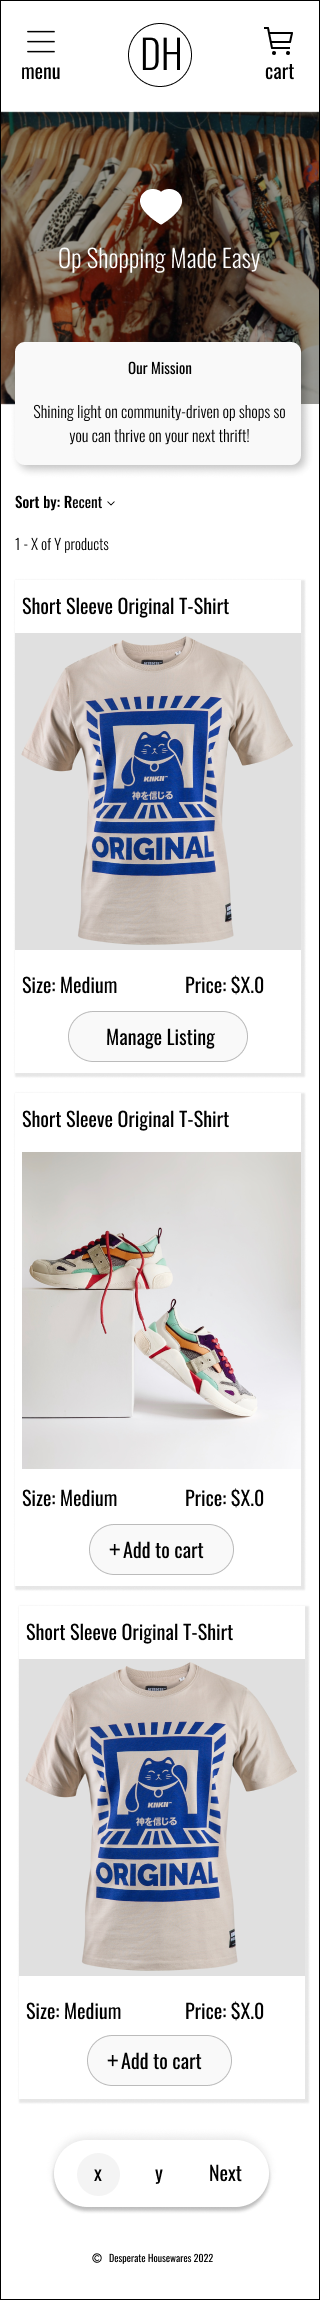 menu
DH
cart
Op Shopping Made Easy
Our Mission
Shining light on community-driven op shops so
you can thrive on your next thrift!
Sort by: Recent
1 - X of Y products
Short Sleeve Original T-Shirt
KIIKII™
神を信じる
ORIGINAL
Size: Medium Price: $X.0
Manage Listing
Short Sleeve Original T-Shirt
Size: Medium Price: $X.0
+ Add to cart
Short Sleeve Original T-Shirt
KIIKII™
神を信じる
ORIGINAL
Size: Medium Price: $X.0
+ Add to cart
x y Next
© Desperate Housewares 2022